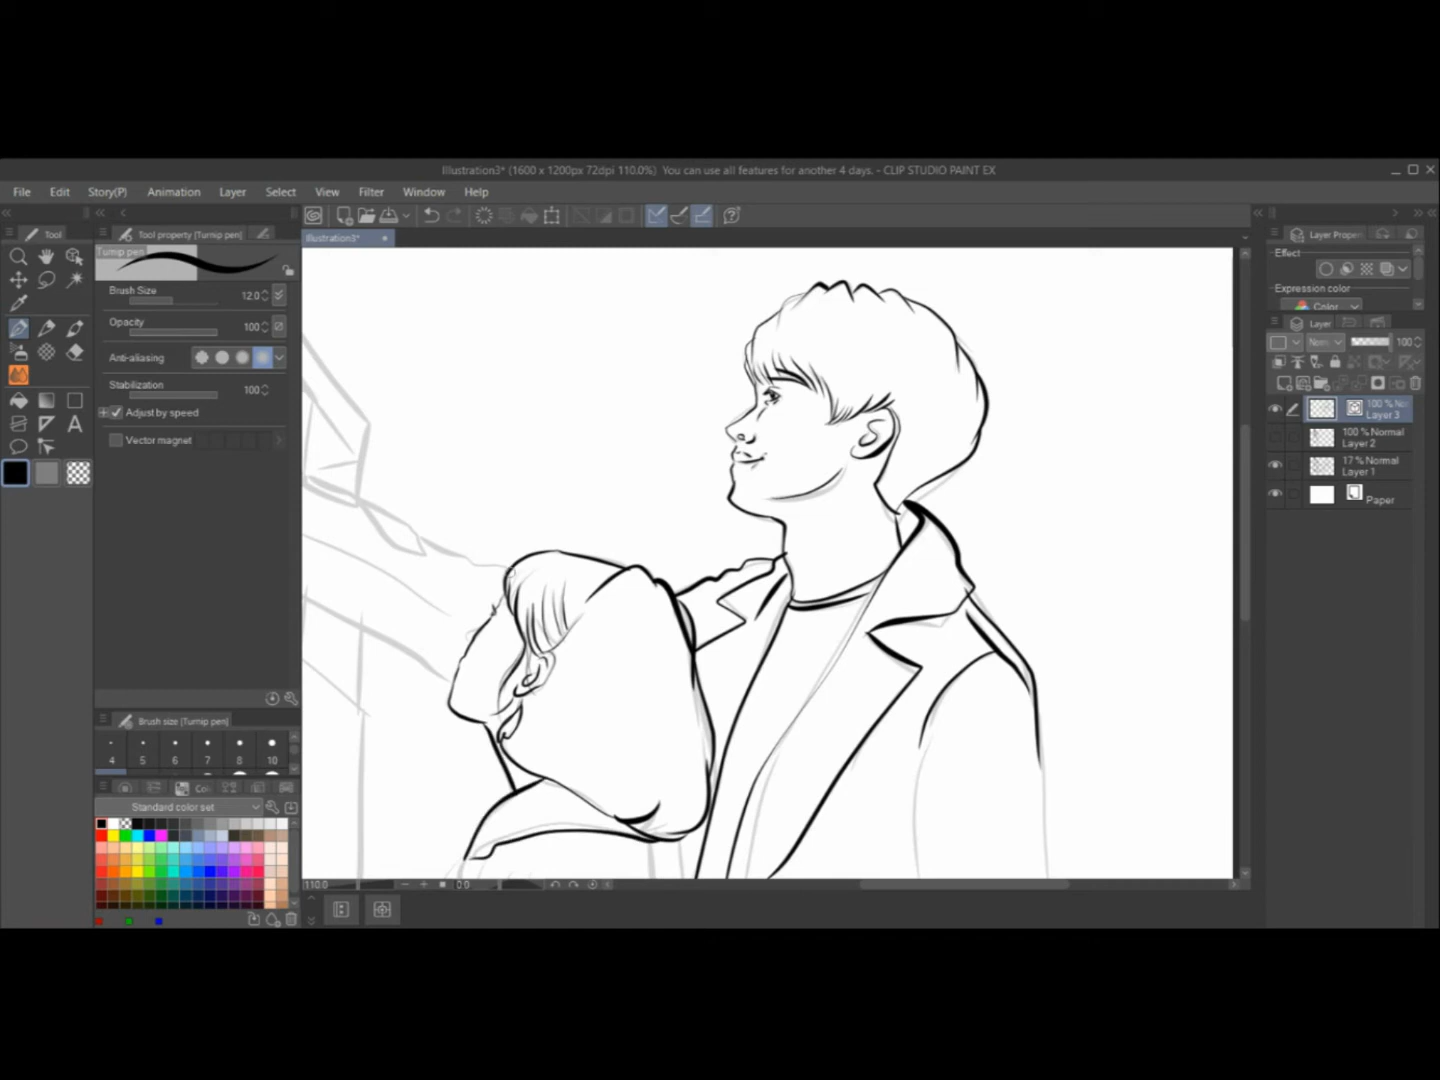 Illustration3* (1600 x 1200px 72dpi 110.0%) You can use all features for another 4 days. - CLIP STUDIO PAINT EX
File Edit Story(P) Animation Layer Select View Filter Window Help
Tool
Tool property [Turnip pen]
Illustration3*
Turnip pen
Brush Size 12.0
Opacity 100
Anti-aliasing
Stabilization 100
Adjust by speed
Vector magnet
A
Brush size [Turnip pen]
4 5 6 7 8 10
Standard color set
110.0
0.0
Layer Proper
Effect
Expression color
Color
Layer
100
100 %
Layer 3
100 % Normal
Layer 2
17 % Normal
Layer 1
Paper